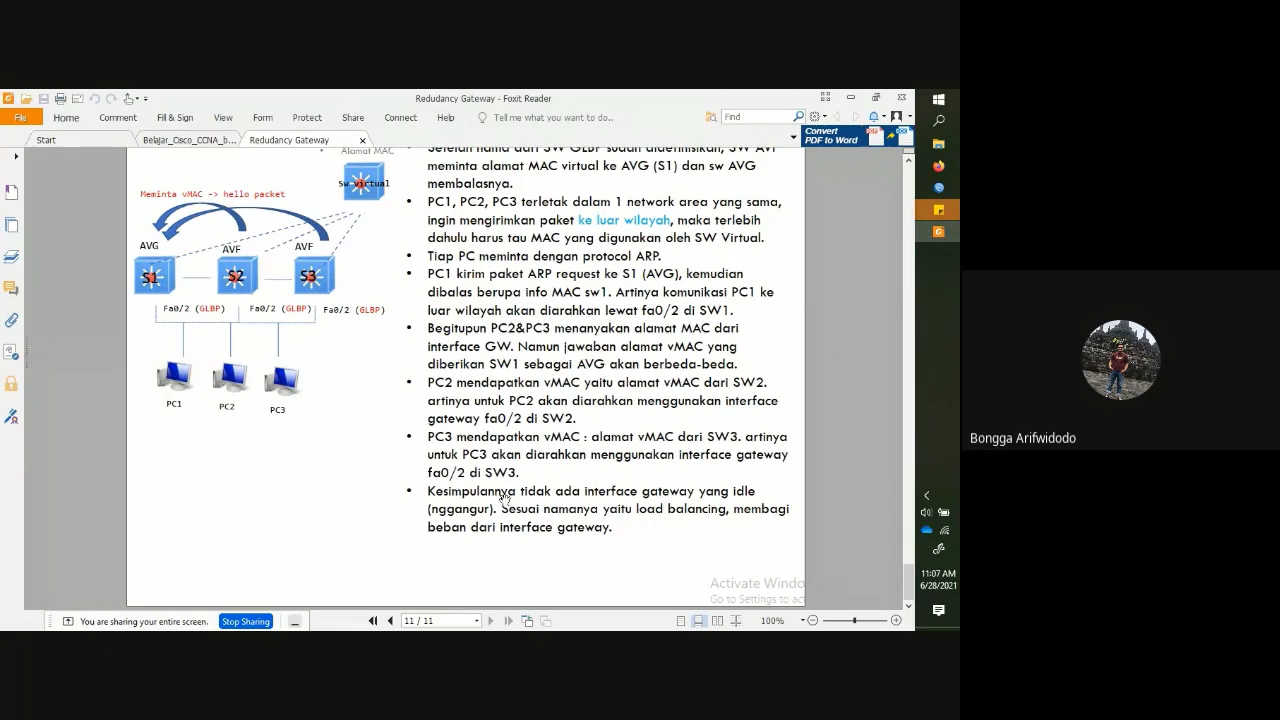 Redudancy Gateway - Foxit Reader
File Home Comment Fill & Sign View Form Protect Share Connect Help Tell me what you want to do.. Find
Start Belajar_Cisco_CCNA_b... Redundancy Gateway Convert
PDF to Word
Alamat MAC
Sw virtual
Meminta vMAC -> hello packet
AVG AVF AVF
S1 S2 S3
Fa0/2 (GLBP) Fa0/2 (GLBP) Fa0/2 (GLBP)
PC1 PC2 PC3
Setelah nama dari SW GLBP sudah didefinisikan, SW AVF
meminta alamat MAC virtual ke AVG (S1) dan sw AVG
membalasnya.
• PC1, PC2, PC3 terletak dalam 1 network area yang sama,
ingin mengirimkan paket ke luar wilayah, maka terlebih
dahulu harus tau MAC yang digunakan oleh SW Virtual.
• Tiap PC meminta dengan protocol ARP.
• PC1 kirim paket ARP request ke S1 (AVG), kemudian
dibalas berupa info MAC sw1. Artinya komunikasi PC1 ke
luar wilayah akan diarahkan lewat fa0/2 di SW1.
• Begitupun PC2&PC3 menanyakan alamat MAC dari
interface GW. Namun jawaban alamat vMAC yang
diberikan SW1 sebagai AVG akan berbeda-beda.
• PC2 mendapatkan vMAC yaitu alamat vMAC dari SW2.
artinya untuk PC2 akan diarahkan menggunakan interface
gateway fa0/2 di SW2.
• PC3 mendapatkan vMAC : alamat vMAC dari SW3. artinya
untuk PC3 akan diarahkan menggunakan interface gateway
fa0/2 di SW3.
• Kesimpulannya tidak ada interface gateway yang idle
(nggangur). Sesuai namanya yaitu load balancing, membagi
beban dari interface gateway.
Activate Windo
Go to Settings to act
You are sharing your entire screen. Stop Sharing 11 / 11 100%
11:07 AM
6/28/2021
Bongga Arifwidodo